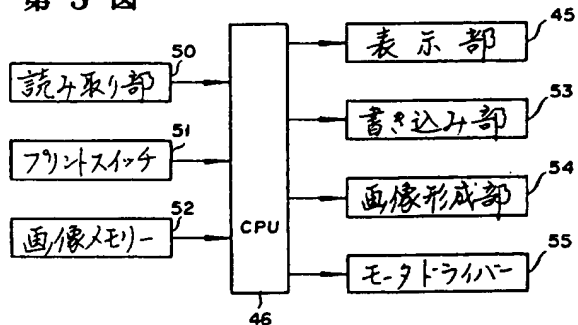 第 5 図
50
読み取り部
51
プリントスイッチ
52
画像メモリー
CPU
46
45
表示部
53
書き込み部
54
画像形成部
55
モータドライバー